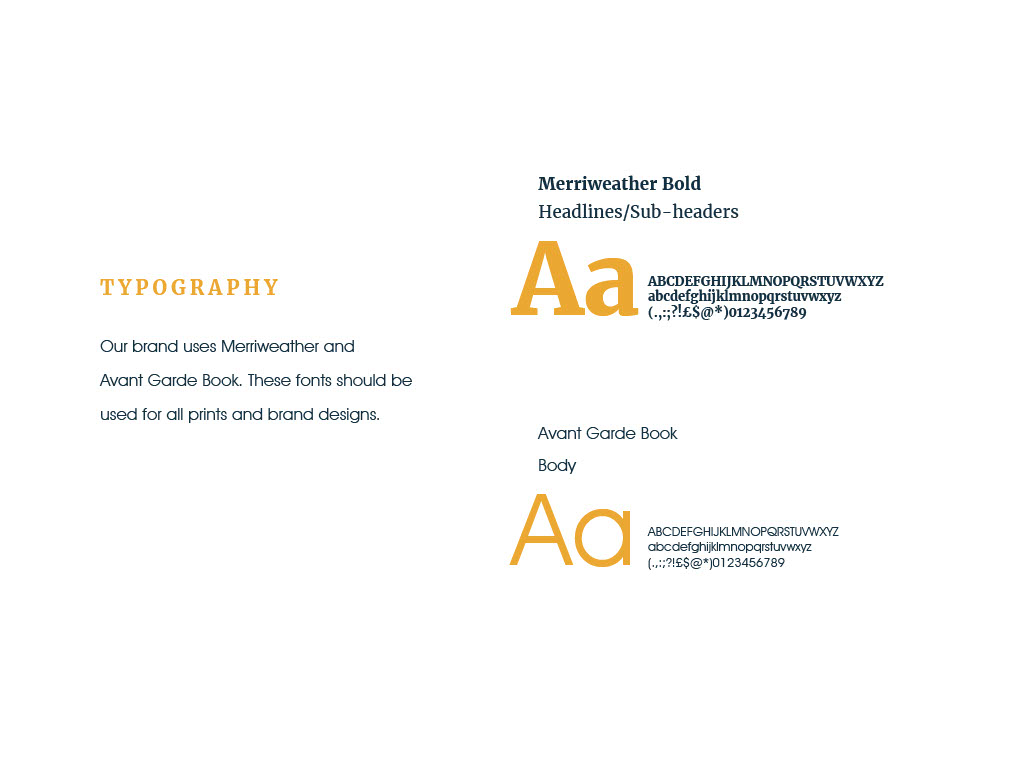 TYPOGRAPHY
Our brand uses Merriweather and
Avant Garde Book. These fonts should be
used for all prints and brand designs.
Merriweather Bold
Headlines/Sub-headers
Aa
ABCDEFGHIJKLMNOPQRSTUVWXYZ
abcdefghijklmnopqrstuvwxyz
(.,:;?!£$@*)0123456789
Avant Garde Book
Body
Aa
ABCDEFGHIJKLMNOPQRSTUVWXYZ
abcdefghijklmnopqrstuvwxyz
(.,:;?!£$@*)0123456789